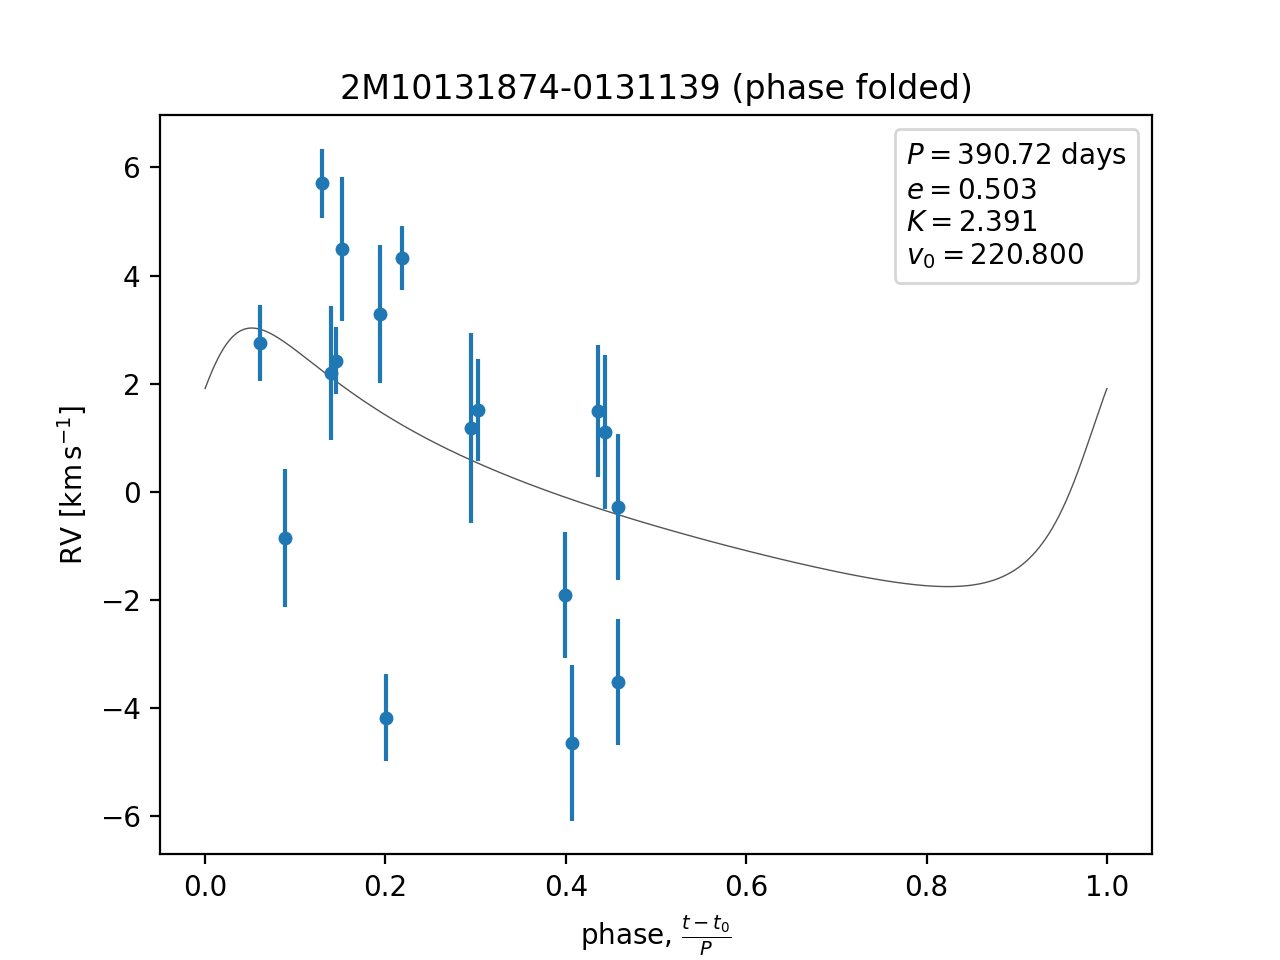 2M10131874-0131139 (phase folded)
P = 390.72 days
e = 0.503
K = 2.391
v₀ = 220.800
6
4
2
0
−2
−4
−6
RV [km s⁻¹]
0.0 0.2 0.4 0.6 0.8 1.0
phase, (t − t₀)/P